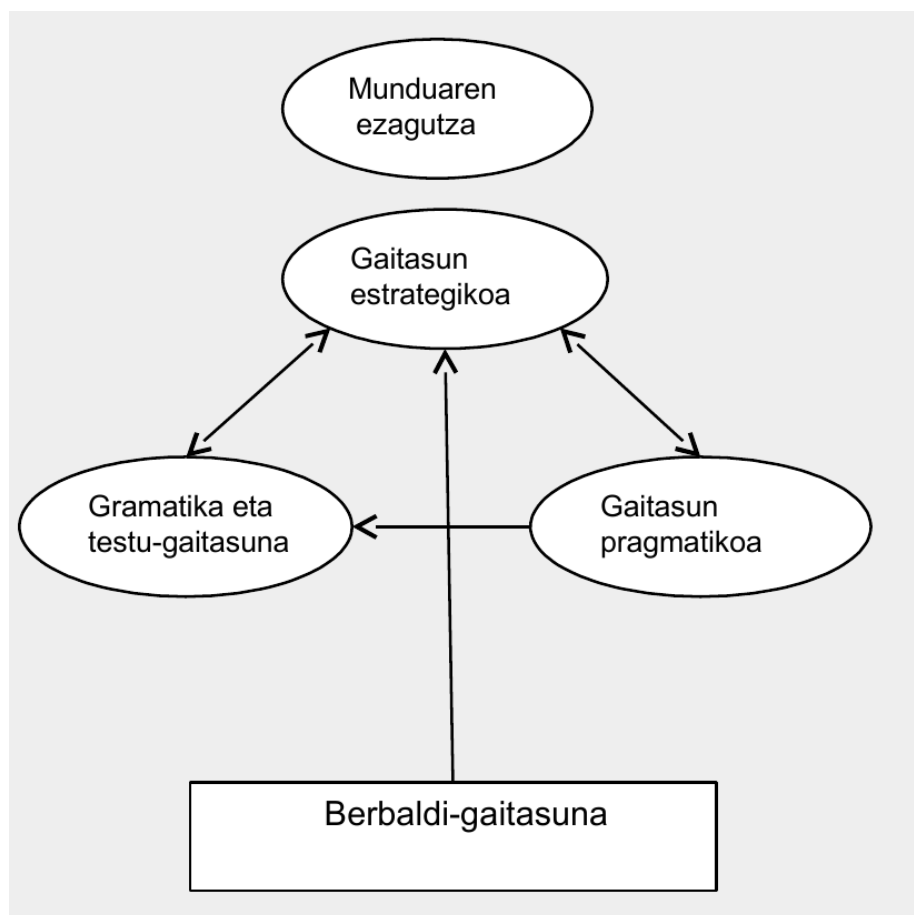 Munduaren
ezagutza
Gaitasun
estrategikoa
Gramatika eta
testu-gaitasuna
Gaitasun
pragmatikoa
Berbaldi-gaitasuna